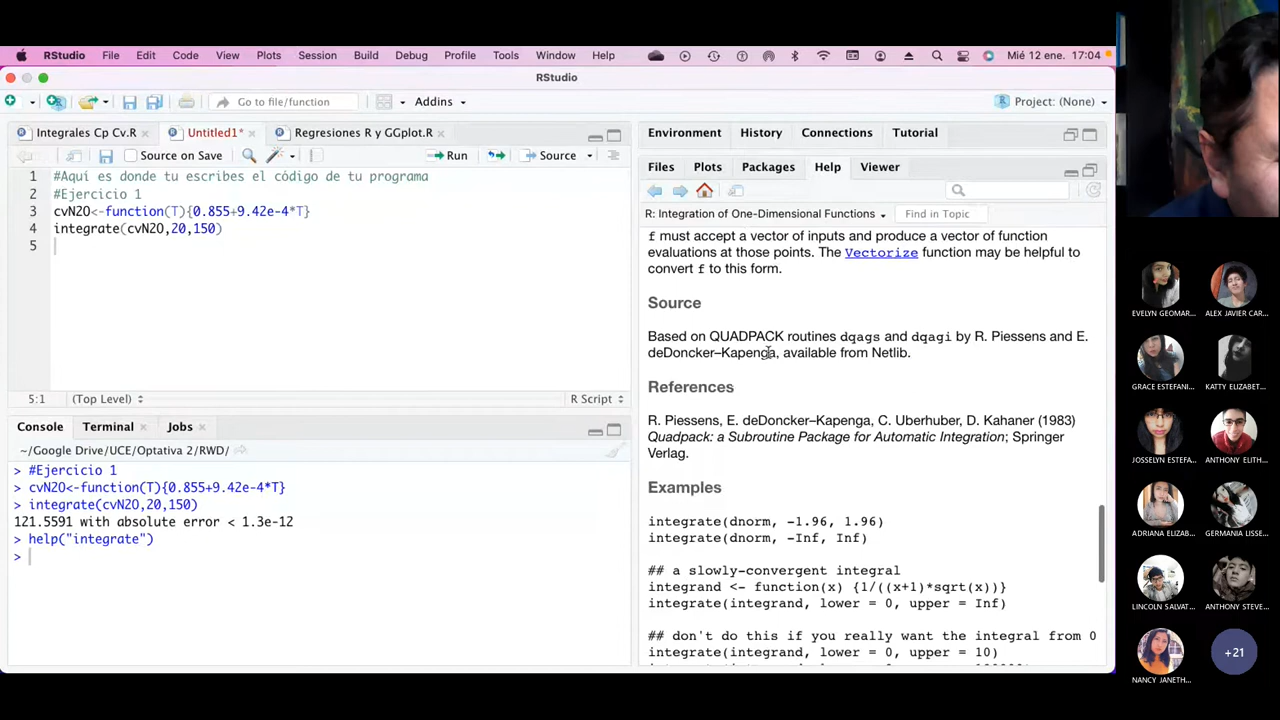 RStudio File Edit Code View Plots Session Build Debug Profile Tools Window Help Mié 12 ene. 17:04
RStudio
Go to file/function Addins Project: (None)
Integrales Cp Cv.R Untitled1* Regresiones R y GGplot.R
Source on Save Run Source
1 #Aquí es donde tu escribes el código de tu programa
2 #Ejercicio 1
3 cvN2O<-function(T){0.855+9.42e-4*T}
4 integrate(cvN2O,20,150)
5
5:1 (Top Level) R Script
Console Terminal Jobs
~/Google Drive/UCE/Optativa 2/RWD/
> #Ejercicio 1
> cvN2O<-function(T){0.855+9.42e-4*T}
> integrate(cvN2O,20,150)
121.5591 with absolute error < 1.3e-12
> help("integrate")
>
Environment History Connections Tutorial
Files Plots Packages Help Viewer
R: Integration of One-Dimensional Functions Find in Topic
f must accept a vector of inputs and produce a vector of function
evaluations at those points. The Vectorize function may be helpful to
convert f to this form.
Source
Based on QUADPACK routines dqags and dqagi by R. Piessens and E.
deDoncker–Kapenga, available from Netlib.
References
R. Piessens, E. deDoncker–Kapenga, C. Uberhuber, D. Kahaner (1983)
Quadpack: a Subroutine Package for Automatic Integration; Springer
Verlag.
Examples
integrate(dnorm, -1.96, 1.96)
integrate(dnorm, -Inf, Inf)
## a slowly-convergent integral
integrand <- function(x) {1/((x+1)*sqrt(x))}
integrate(integrand, lower = 0, upper = Inf)
## don't do this if you really want the integral from 0
integrate(integrand, lower = 0, upper = 10)
EVELYN GEOMAR... ALEX JAVIER CAR...
GRACE ESTEFANI... KATTY ELIZABET...
JOSSELYN ESTEFA... ANTHONY ELITH...
ADRIANA ELIZABE... GERMANIA LISSE...
LINCOLN SALVAT... ANTHONY STEVE...
NANCY JANETH... +21